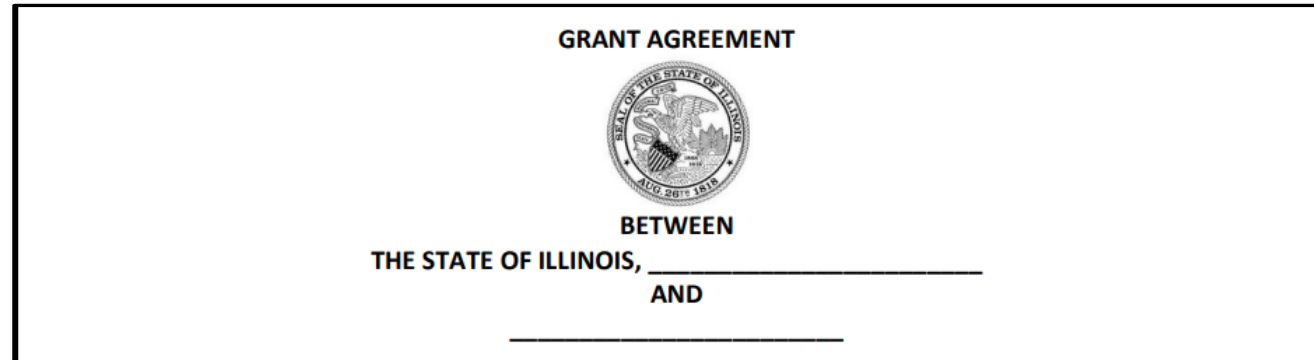 GRANT AGREEMENT
SEAL OF THE STATE OF ILLINOIS
AUG. 26TH 1818
BETWEEN
THE STATE OF ILLINOIS, ________________________
AND
________________________